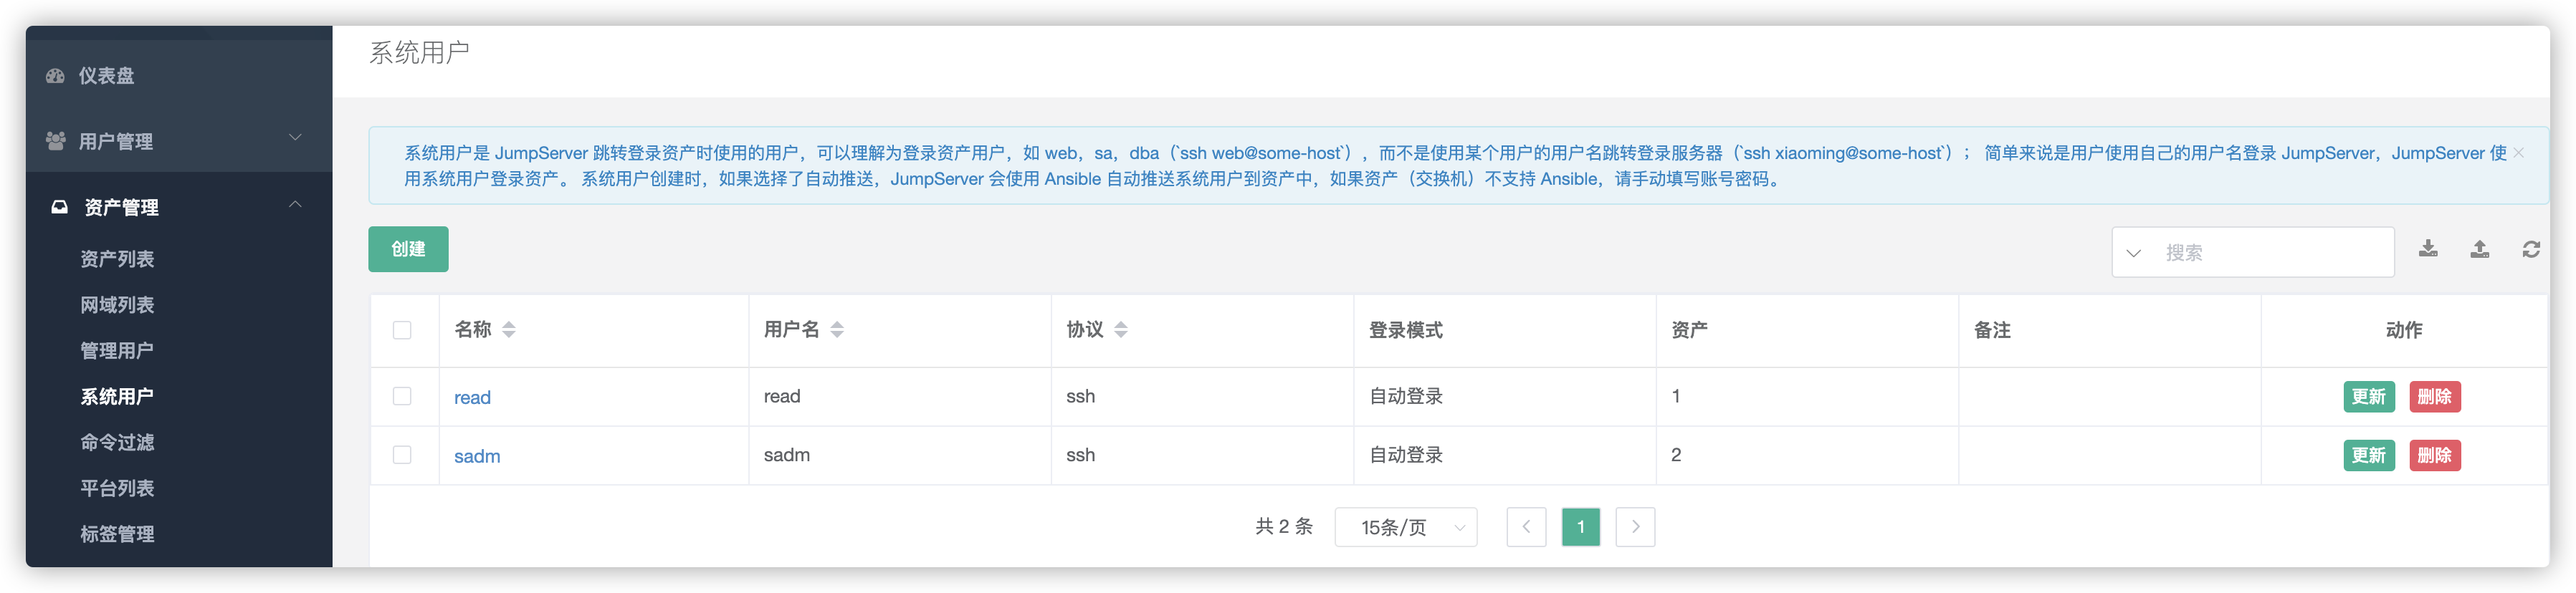 系统用户
仪表盘
用户管理
资产管理
资产列表
网域列表
管理用户
系统用户
命令过滤
平台列表
标签管理
系统用户是 JumpServer 跳转登录资产时使用的用户，可以理解为登录资产用户，如 web，sa，dba（`ssh web@some-host`），而不是使用某个用户的用户名跳转登录服务器（`ssh xiaoming@some-host`）； 简单来说是用户使用自己的用户名登录 JumpServer，JumpServer 使
用系统用户登录资产。 系统用户创建时，如果选择了自动推送，JumpServer 会使用 Ansible 自动推送系统用户到资产中，如果资产（交换机）不支持 Ansible，请手动填写账号密码。
创建
搜索
名称 用户名 协议 登录模式 资产 备注 动作
read read ssh 自动登录 1 更新 删除
sadm sadm ssh 自动登录 2 更新 删除
共 2 条 15条/页 1